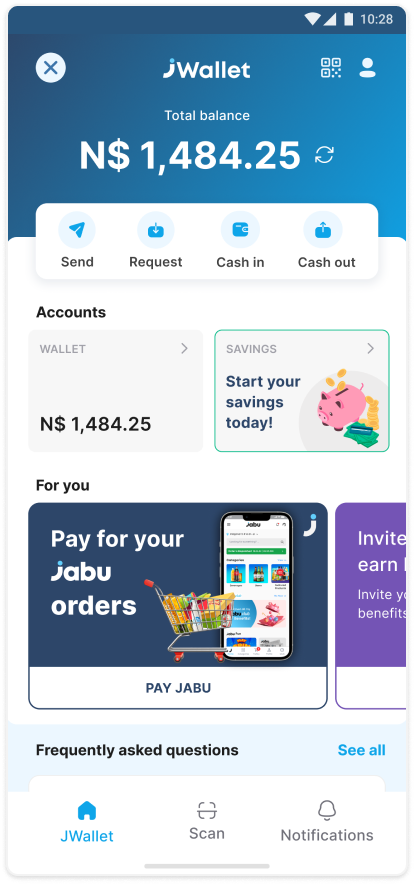 10:28
JWallet
Total balance
N$ 1,484.25
Send
Request
Cash in
Cash out
Accounts
WALLET
N$ 1,484.25
SAVINGS
Start your
savings
today!
For you
Pay for your
Jabu
orders
PAY JABU
Invite
earn
Invite yo
benefits
Frequently asked questions
See all
JWallet
Scan
Notifications